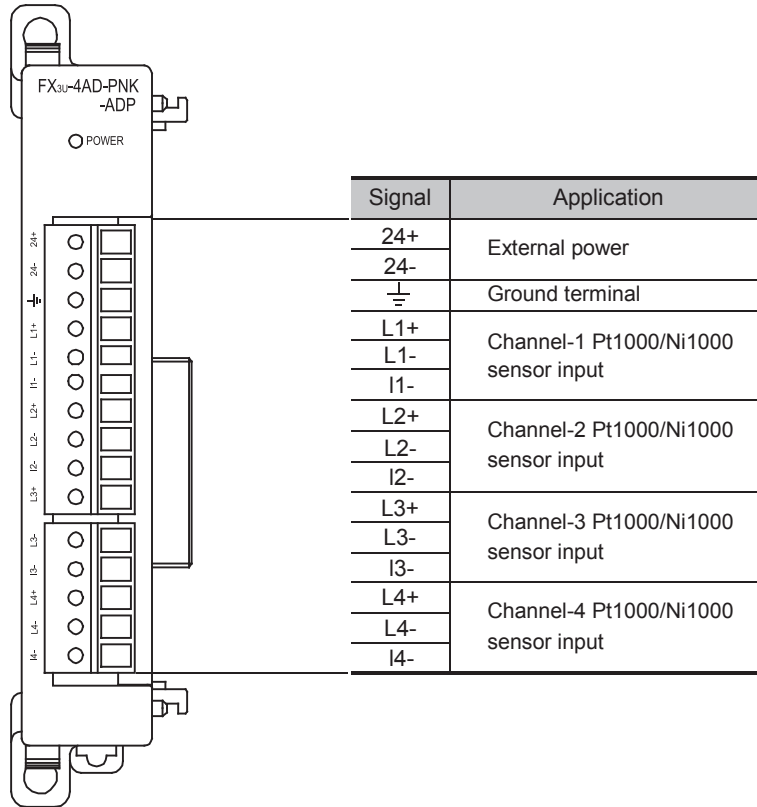 FX3U-4AD-PNK
-ADP
POWER
24+
24-
L1+
L1-
I1-
L2+
L2-
I2-
L3+
L3-
I3-
L4+
L4-
I4-
Signal Application
24+
24-
External power
Ground terminal
L1+
L1-
I1-
Channel-1 Pt1000/Ni1000
sensor input
L2+
L2-
I2-
Channel-2 Pt1000/Ni1000
sensor input
L3+
L3-
I3-
Channel-3 Pt1000/Ni1000
sensor input
L4+
L4-
I4-
Channel-4 Pt1000/Ni1000
sensor input